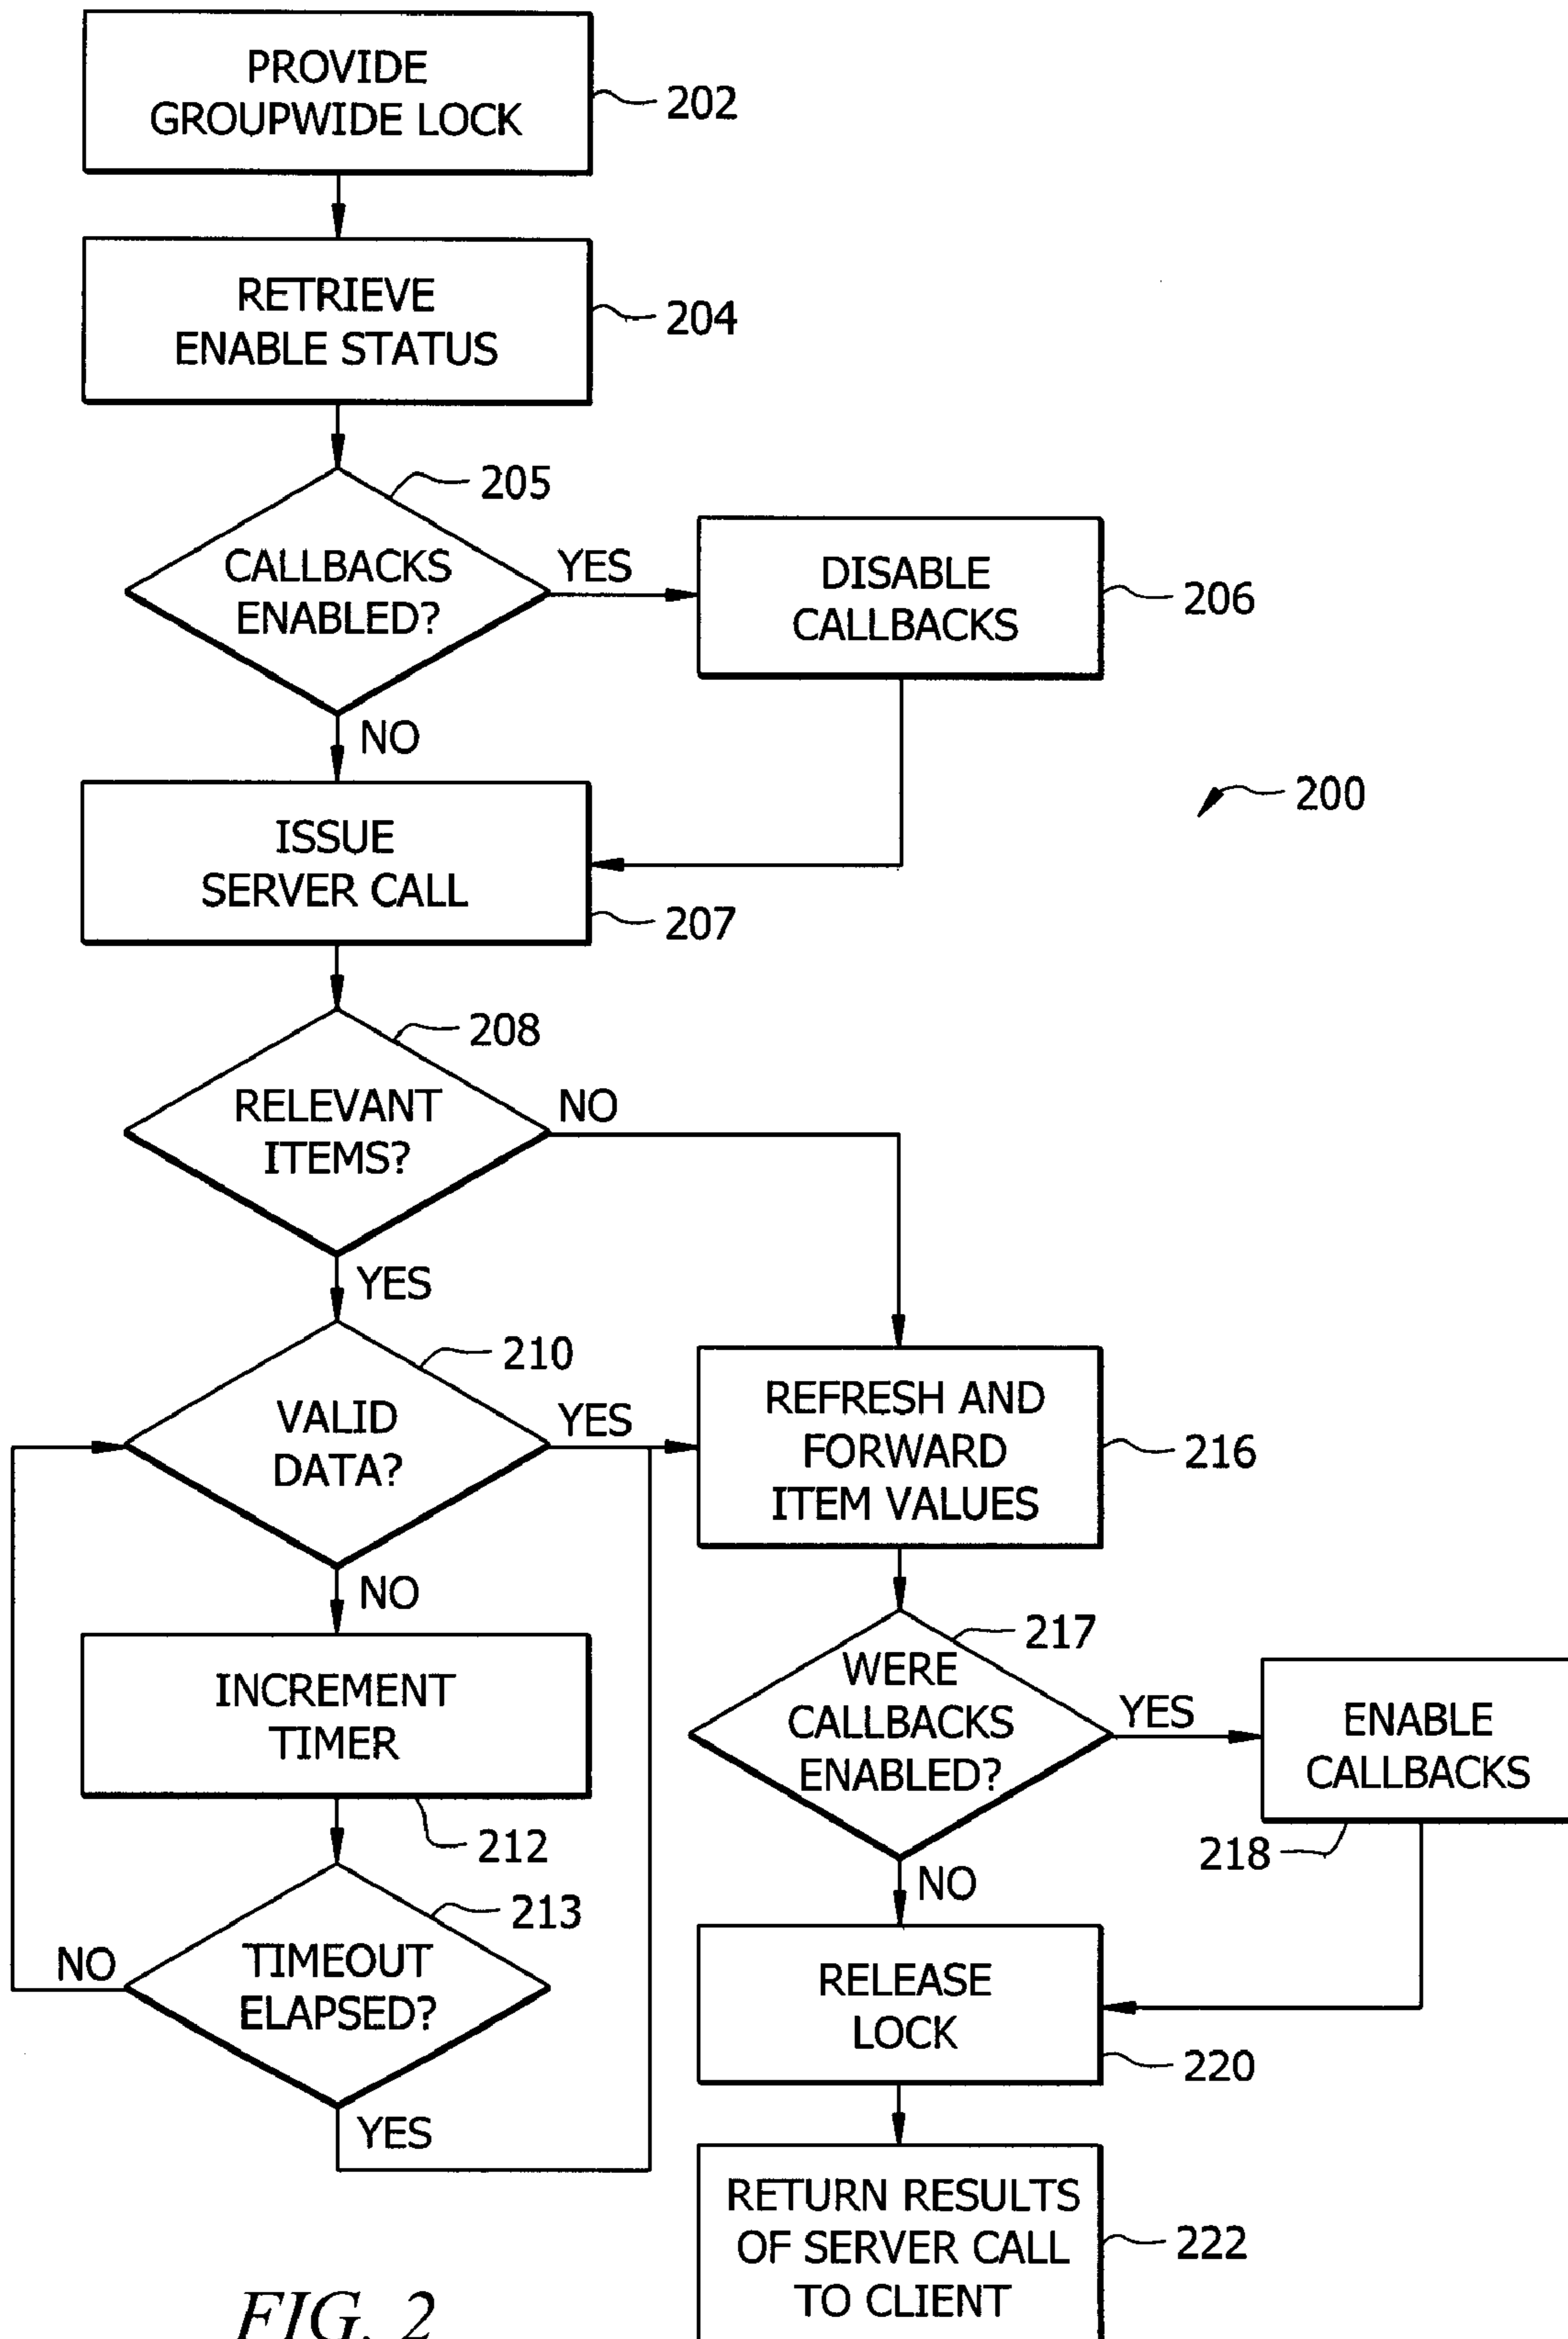 PROVIDE
GROUPWIDE LOCK
202
RETRIEVE
ENABLE STATUS
204
205
CALLBACKS
ENABLED?
YES
DISABLE
CALLBACKS
206
NO
200
ISSUE
SERVER CALL
207
208
RELEVANT
ITEMS?
NO
YES
210
VALID
DATA?
YES
REFRESH AND
FORWARD
ITEM VALUES
216
NO
INCREMENT
TIMER
212
217
WERE
CALLBACKS
ENABLED?
YES
ENABLE
CALLBACKS
218
NO
213
TIMEOUT
ELAPSED?
NO
YES
RELEASE
LOCK
220
RETURN RESULTS
OF SERVER CALL
TO CLIENT
222
FIG. 2